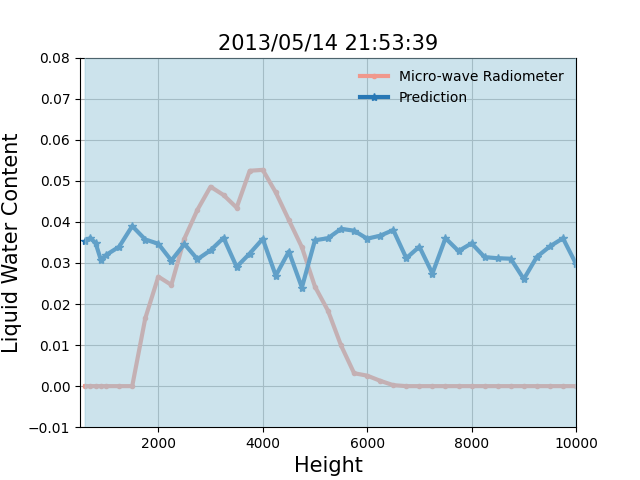 2013/05/14 21:53:39
Micro-wave Radiometer
Prediction
Liquid Water Content
0.08
0.07
0.06
0.05
0.04
0.03
0.02
0.01
0.00
−0.01
2000 4000 6000 8000 10000
Height